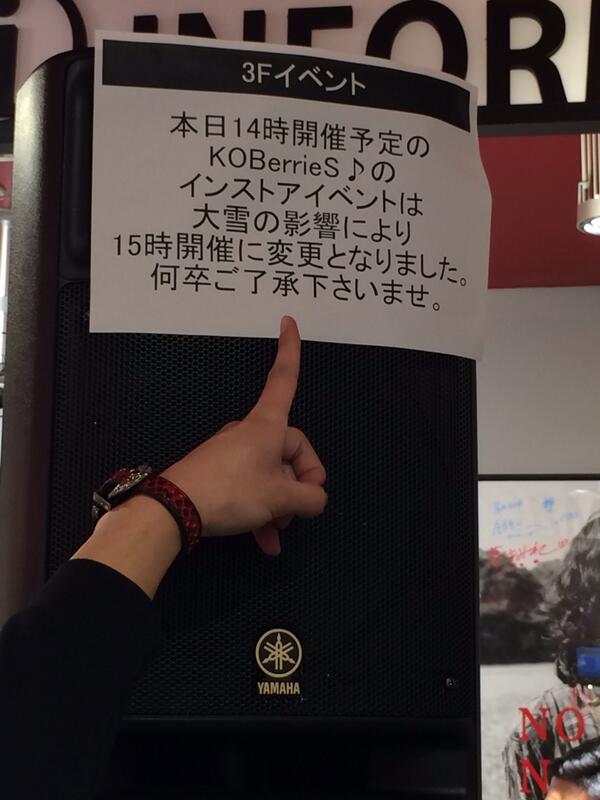 INFOR
3Fイベント
本日14時開催予定の
KOBerrieS♪の
インストアイベントは
大雪の影響により
15時開催に変更となりました。
何卒ご了承下さいませ。
YAMAHA
NO
N